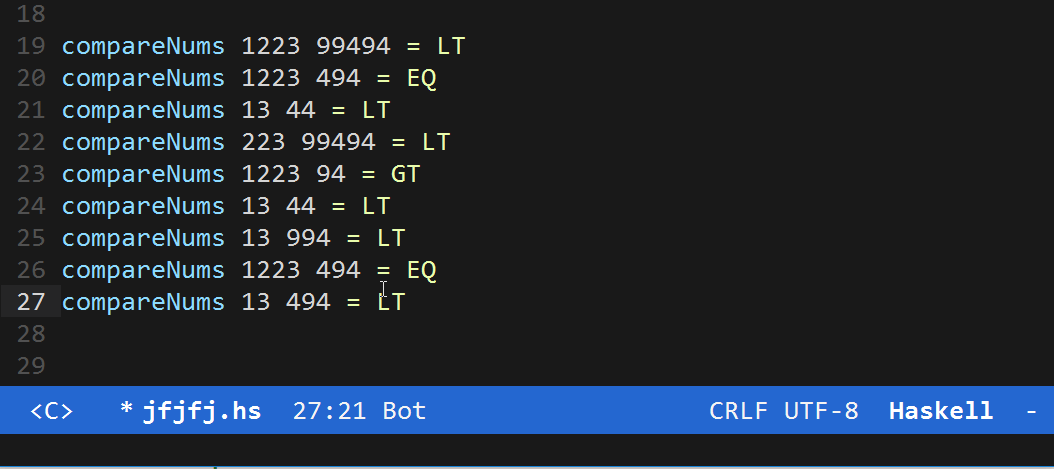 18
19 compareNums 1223 99494 = LT
20 compareNums 1223 494 = EQ
21 compareNums 13 44 = LT
22 compareNums 223 99494 = LT
23 compareNums 1223 94 = GT
24 compareNums 13 44 = LT
25 compareNums 13 994 = LT
26 compareNums 1223 494 = EQ
27 compareNums 13 494 = LT
28
29
<C> * jfjfj.hs 27:21 Bot CRLF UTF-8 Haskell -